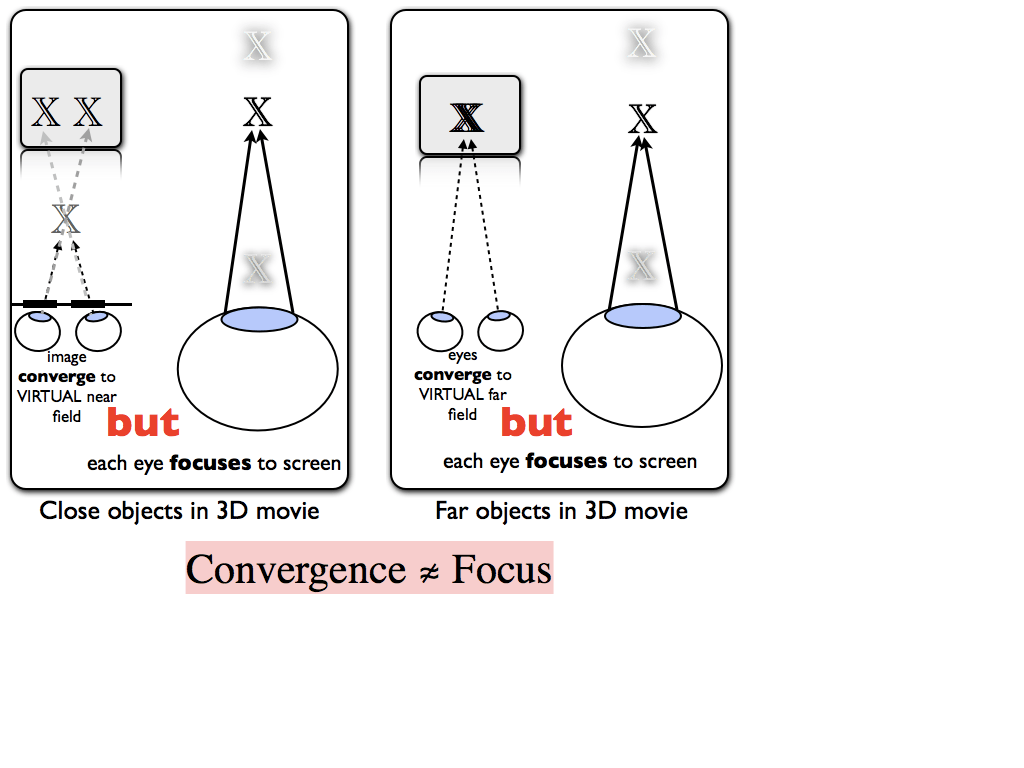 𝕏
𝕏 𝕏
𝕏
𝕏
𝕏
image
converge to
VIRTUAL near
field
but
each eye focuses to screen
Close objects in 3D movie
𝕏
𝕏
𝕏
𝕏
eyes
converge to
VIRTUAL far
field
but
each eye focuses to screen
Far objects in 3D movie
Convergence ≉ Focus